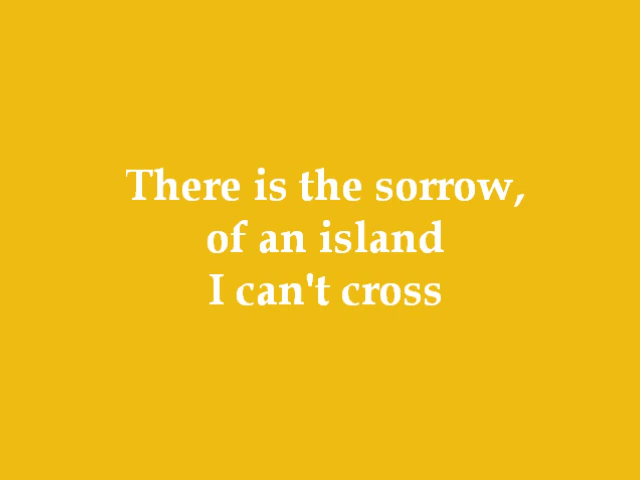 There is the sorrow,
of an island
I can't cross